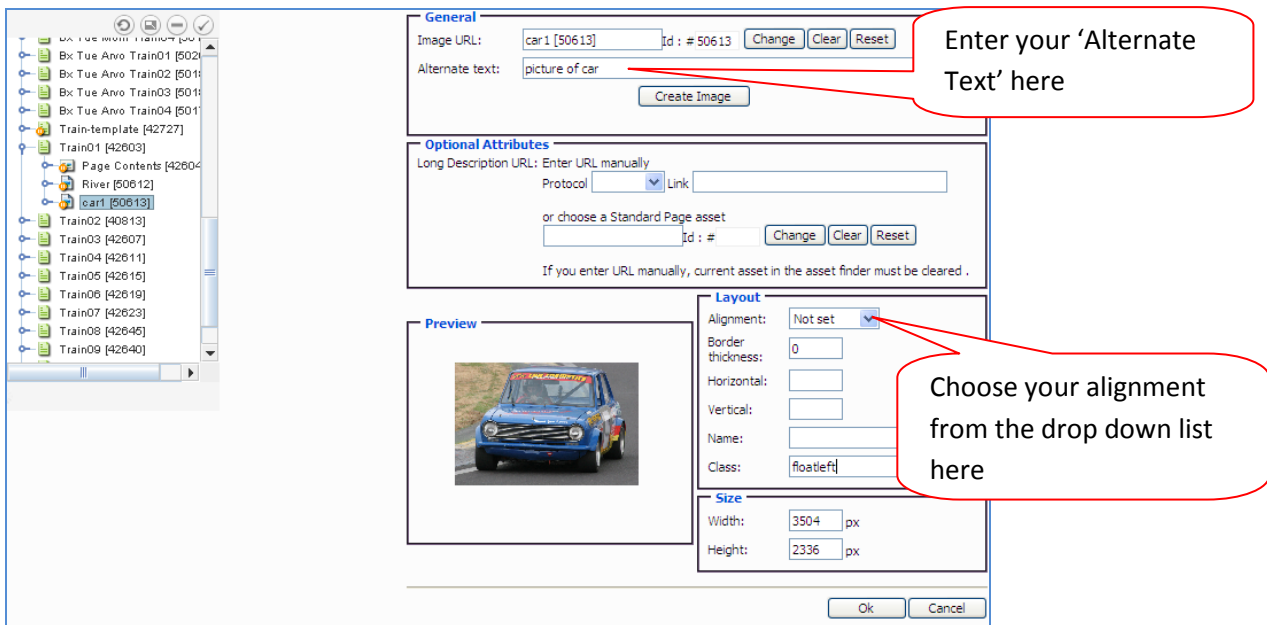 Bx Tue Arvo Train01 [502
Bx Tue Arvo Train02 [501
Bx Tue Arvo Train03 [501
Bx Tue Arvo Train04 [501
Train-template [42727]
Train01 [42603]
Page Contents [42604
River [50612]
car1 [50613]
Train02 [40813]
Train03 [42607]
Train04 [42611]
Train05 [42615]
Train06 [42619]
Train07 [42623]
Train08 [42645]
Train09 [42640]
General
Image URL: car1 [50613] Id : # 50613 Change Clear Reset
Alternate text: picture of car
Create Image
Enter your ‘Alternate
Text’ here
Optional Attributes
Long Description URL: Enter URL manually
Protocol Link
or choose a Standard Page asset
Id : # Change Clear Reset
If you enter URL manually, current asset in the asset finder must be cleared .
Preview
Layout
Alignment: Not set
Border
thickness: 0
Horizontal:
Vertical:
Name:
Class: floatleft
Choose your alignment
from the drop down list
here
Size
Width: 3504 px
Height: 2336 px
Ok Cancel